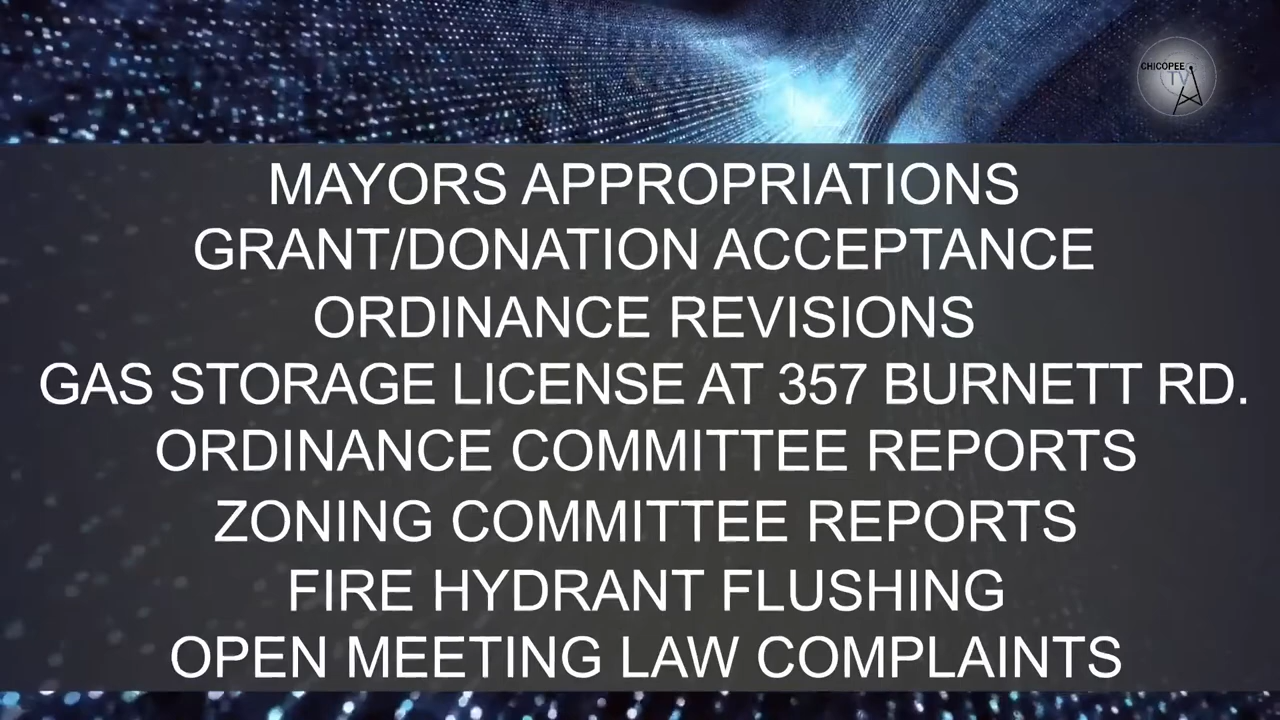 CHICOPEE
TV
MAYORS APPROPRIATIONS
GRANT/DONATION ACCEPTANCE
ORDINANCE REVISIONS
GAS STORAGE LICENSE AT 357 BURNETT RD.
ORDINANCE COMMITTEE REPORTS
ZONING COMMITTEE REPORTS
FIRE HYDRANT FLUSHING
OPEN MEETING LAW COMPLAINTS